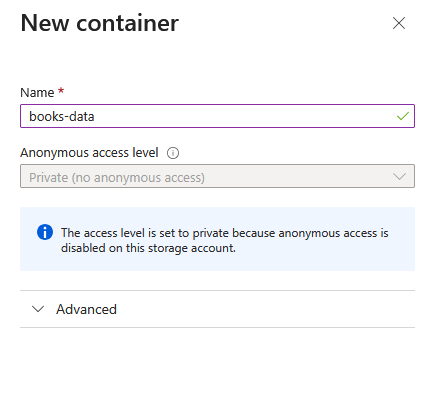 New container
Name *
books-data
Anonymous access level
Private (no anonymous access)
The access level is set to private because anonymous access is
disabled on this storage account.
Advanced